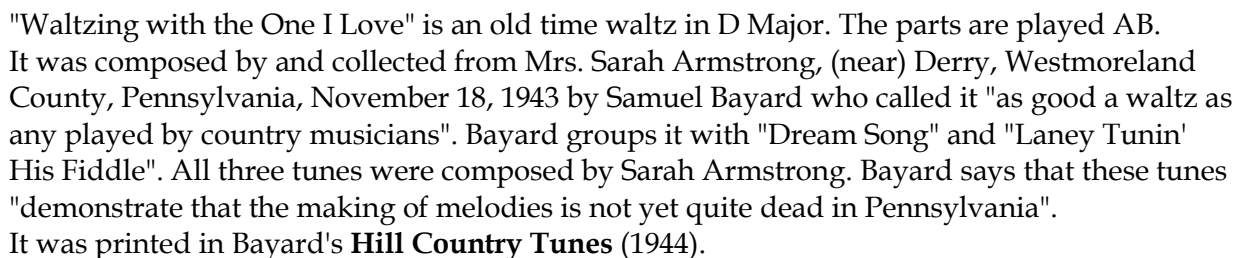 "Waltzing with the One I Love" is an old time waltz in D Major. The parts are played AB.
It was composed by and collected from Mrs. Sarah Armstrong, (near) Derry, Westmoreland
County, Pennsylvania, November 18, 1943 by Samuel Bayard who called it "as good a waltz as
any played by country musicians". Bayard groups it with "Dream Song" and "Laney Tunin'
His Fiddle". All three tunes were composed by Sarah Armstrong. Bayard says that these tunes
"demonstrate that the making of melodies is not yet quite dead in Pennsylvania".
It was printed in Bayard's Hill Country Tunes (1944).